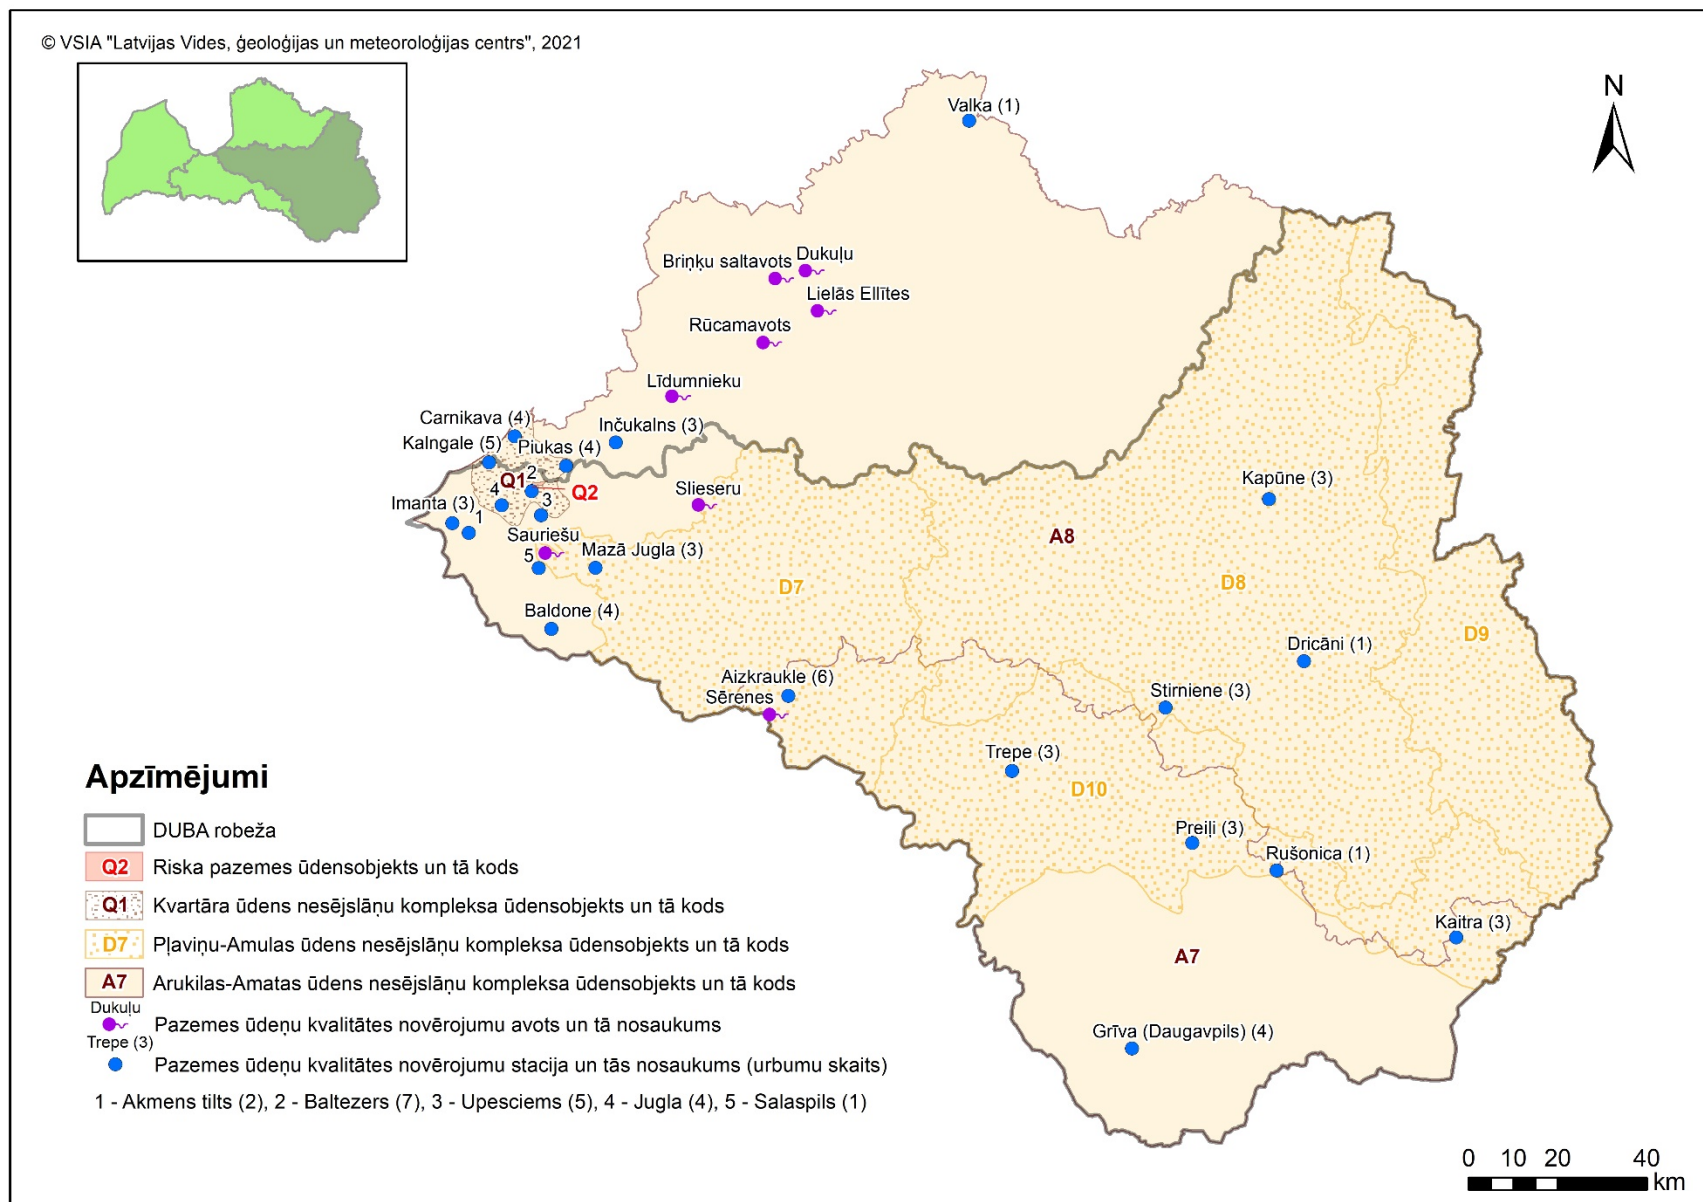 © VSIA "Latvijas Vides, ģeoloģijas un meteoroloģijas centrs", 2021
N
Valka (1)
Briņķu saltavots
Dukuļu
Lielās Ellītes
Rūcamavots
Līdumnieku
Carnikava (4)
Inčukalns (3)
Kalngale (5)
Piukas (4)
Q1
2
Q2
4
3
Imanta (3)
1
Slieseru
Kapūne (3)
Sauriešu
5
Mazā Jugla (3)
A8
D7
D8
Baldone (4)
D9
Dricāni (1)
Aizkraukle (6)
Sērenes
Stirniene (3)
Trepe (3)
D10
Preiļi (3)
Rušonica (1)
Kaitra (3)
A7
Grīva (Daugavpils) (4)
Apzīmējumi
DUBA robeža
Q2 Riska pazemes ūdensobjekts un tā kods
Q1 Kvartāra ūdens nesējslāņu kompleksa ūdensobjekts un tā kods
D7 Pļaviņu-Amulas ūdens nesējslāņu kompleksa ūdensobjekts un tā kods
A7 Arukilas-Amatas ūdens nesējslāņu kompleksa ūdensobjekts un tā kods
Dukuļu
Pazemes ūdeņu kvalitātes novērojumu avots un tā nosaukums
Trepe (3)
Pazemes ūdeņu kvalitātes novērojumu stacija un tās nosaukums (urbumu skaits)
1 - Akmens tilts (2), 2 - Baltezers (7), 3 - Upesciems (5), 4 - Jugla (4), 5 - Salaspils (1)
0 10 20 40
km